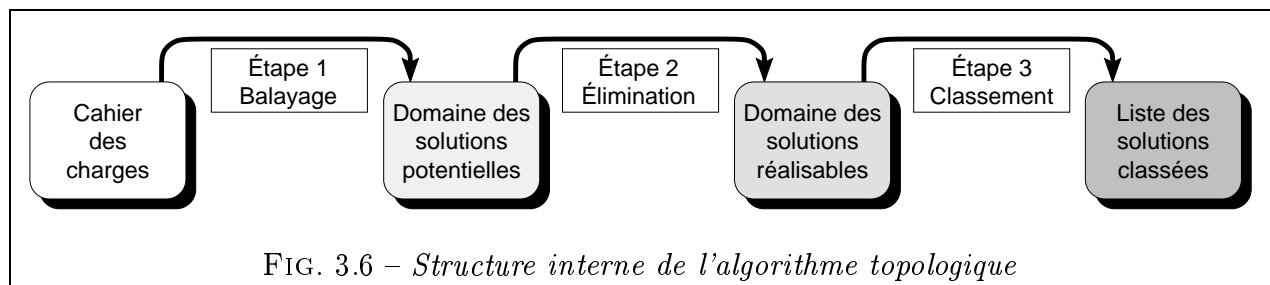 Étape 1
Balayage
Étape 2
Élimination
Étape 3
Classement
Cahier
des
charges
Domaine des
solutions
potentielles
Domaine des
solutions
réalisables
Liste des
solutions
classées
FIG. 3.6 – Structure interne de l'algorithme topologique